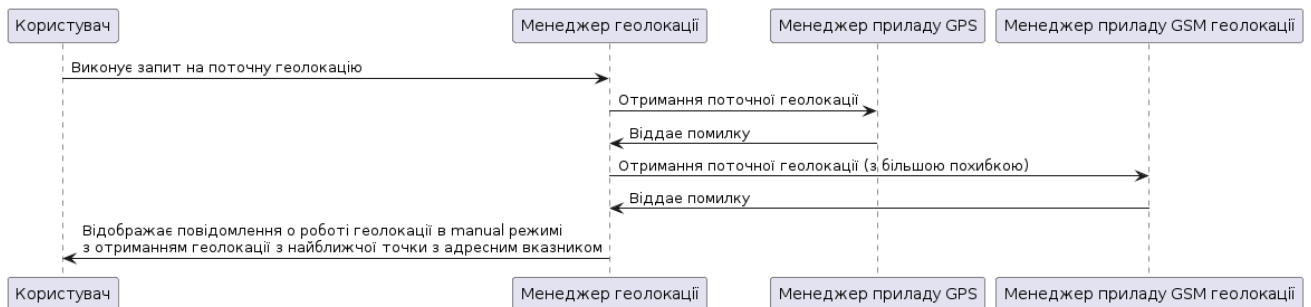 Користувач
Менеджер геолокації
Менеджер приладу GPS
Менеджер приладу GSM геолокації
Виконує запит на поточну геолокацію
Отримання поточної геолокації
Віддає помилку
Отримання поточної геолокації (з більшою похибкою)
Віддає помилку
Відображає повідомлення о роботі геолокації в manual режимі
з отриманням геолокації з найближчої точки з адресним вказником
Користувач
Менеджер геолокації
Менеджер приладу GPS
Менеджер приладу GSM геолокації